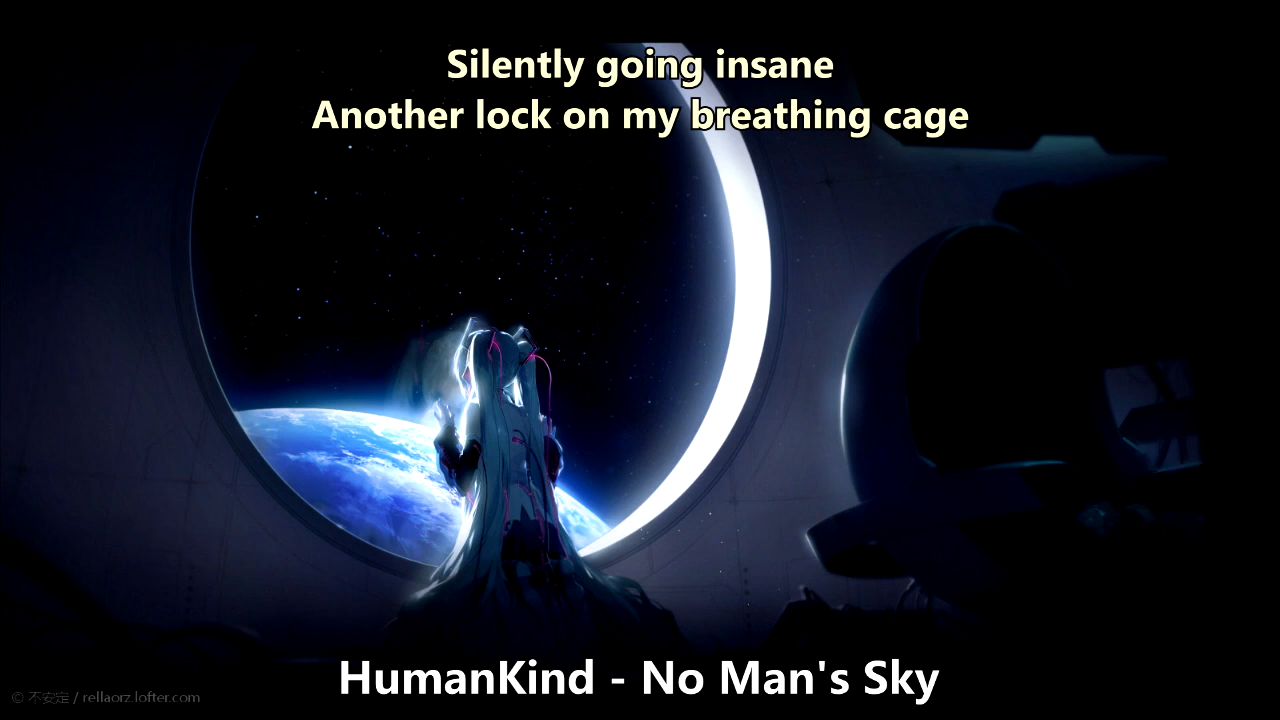 Silently going insane
Another lock on my breathing cage
HumanKind - No Man's Sky
© 不安定 / rellaorz.lofter.com